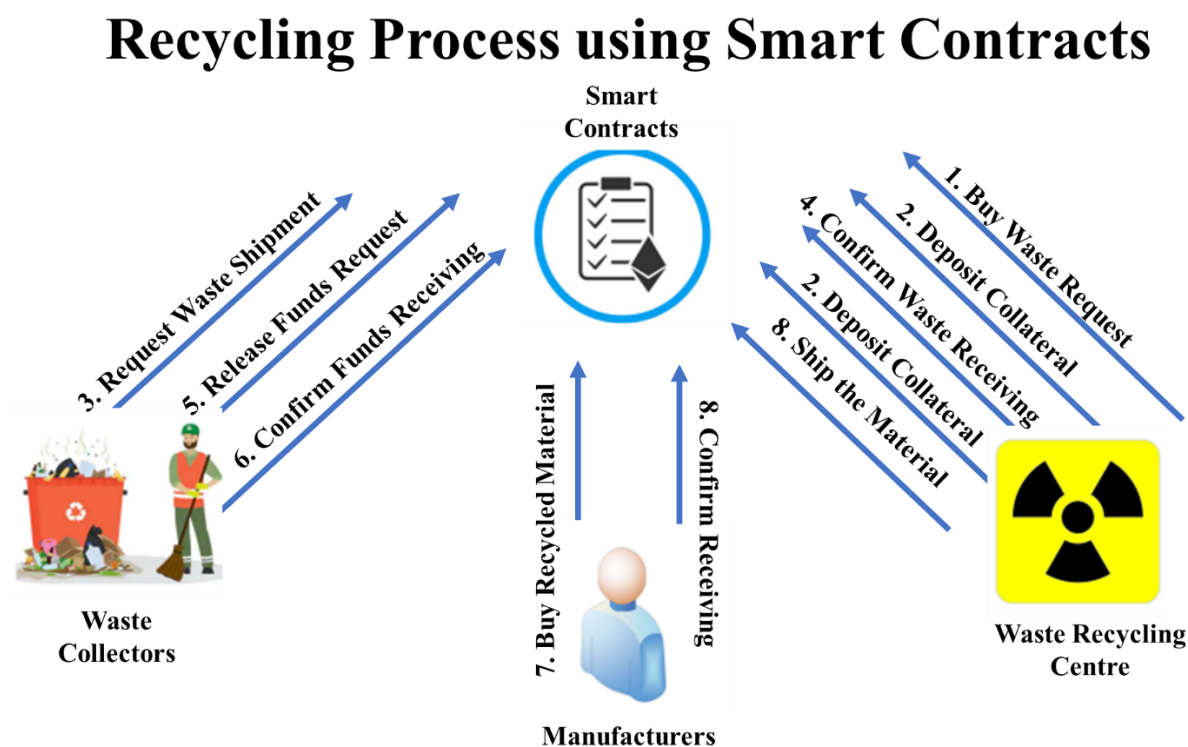 Recycling Process using Smart Contracts
Smart
Contracts
3. Request Waste Shipment
5. Release Funds Request
6. Confirm Funds Receiving
1. Buy Waste Request
2. Deposit Collateral
4. Confirm Waste Receiving
2. Deposit Collateral
8. Ship the Material
7. Buy Recycled Material
8. Confirm Receiving
Waste
Collectors
Manufacturers
Waste Recycling
Centre